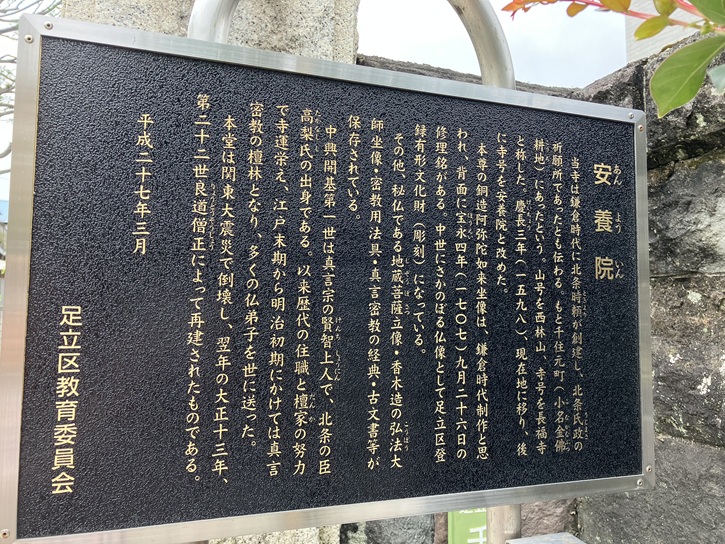 安養院
あんよういん
当寺は鎌倉時代に北条時頼が創建し、北条氏政の
祈願所であったとも伝わる。もと千住元町(小名金佛
耕地)にあったという。山号を西林山、寺号を長福寺
と称した。慶長三年(一五九八)、現在地に移り、後
に寺号を安養院と改めた。
本尊の銅造阿弥陀如来坐像は、鎌倉時代制作と思
われ、背面に宝永四年(一七〇七)九月二十六日の
修理銘がある。中世にさかのぼる仏像として足立区登
録有形文化財(彫刻)になっている。
その他、秘仏である地蔵菩薩立像・香木造の弘法大
師坐像・密教用法具・真言密教の経典・古文書等が
保存されている。
中興開基第一世は真言宗の賢智上人で、北条の臣
高梨氏の出身である。以来歴代の住職と檀家の努力
で寺運栄え、江戸末期から明治初期にかけては真言
密教の檀林となり、多くの仏弟子を世に送った。
本堂は関東大震災で倒壊し、翌年の大正十三年、
第二十二世良道僧正によって再建されたものである。
平成二十七年三月
足立区教育委員会